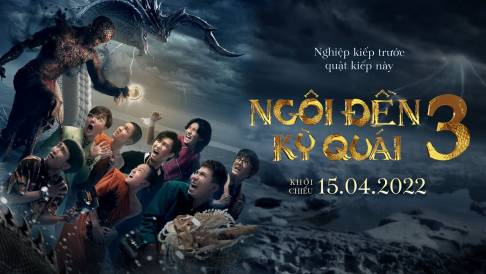 Nghiệp kiếp trước
quật kiếp này
NGÔI ĐỀN
KỲ QUÁI 3
KHỞI
CHIẾU 15.04.2022